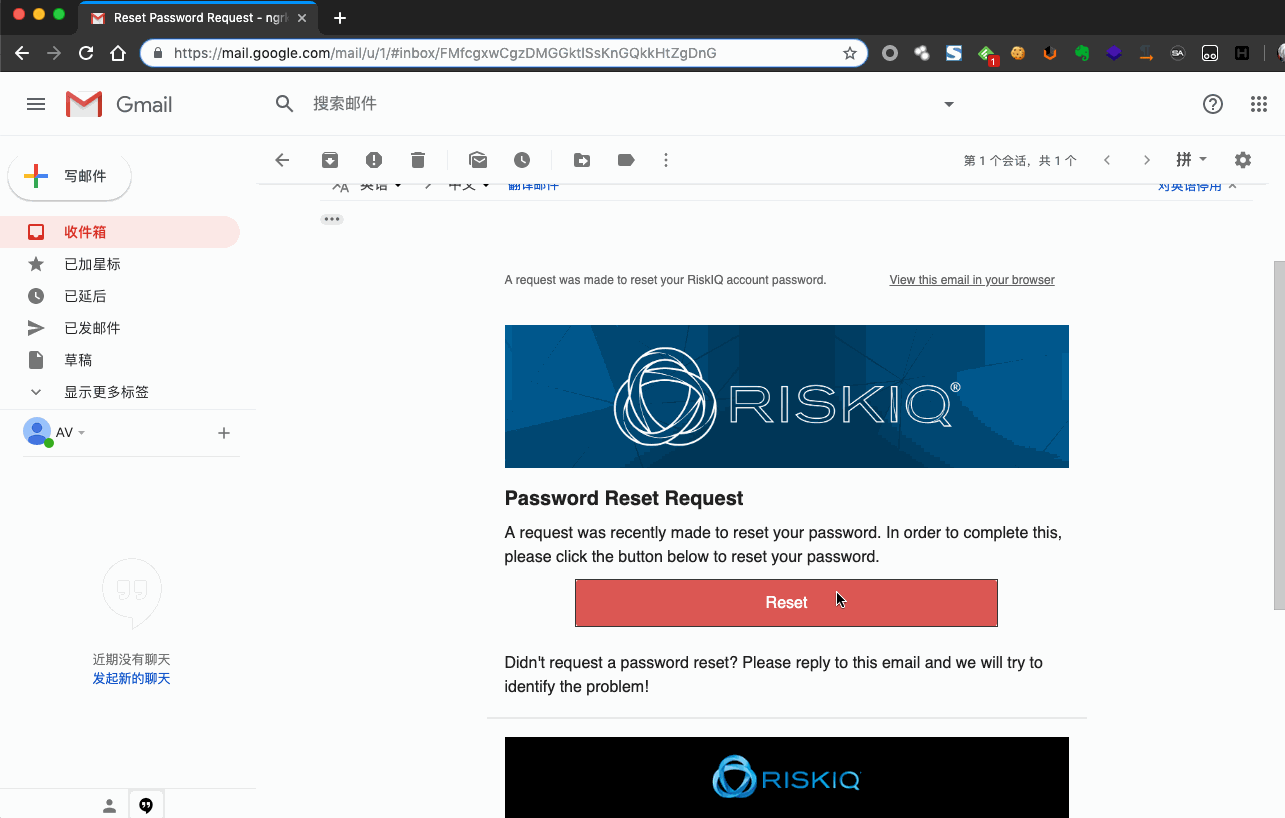 Reset Password Request - ngrk
https://mail.google.com/mail/u/1/#inbox/FMfcgxwCgzDMGGktlSsKnGQkkHtZgDnG
1
SA
H
Gmail
搜索邮件
写邮件
第 1 个会话，共 1 个
拼
英语
中文
翻译邮件
对英语停用
收件箱
已加星标
已延后
已发邮件
草稿
显示更多标签
AV
近期没有聊天
发起新的聊天
A request was made to reset your RiskIQ account password.
View this email in your browser
RISKIQ®
Password Reset Request
A request was recently made to reset your password. In order to complete this,
please click the button below to reset your password.
Reset
Didn't request a password reset? Please reply to this email and we will try to
identify the problem!
RISKIQ